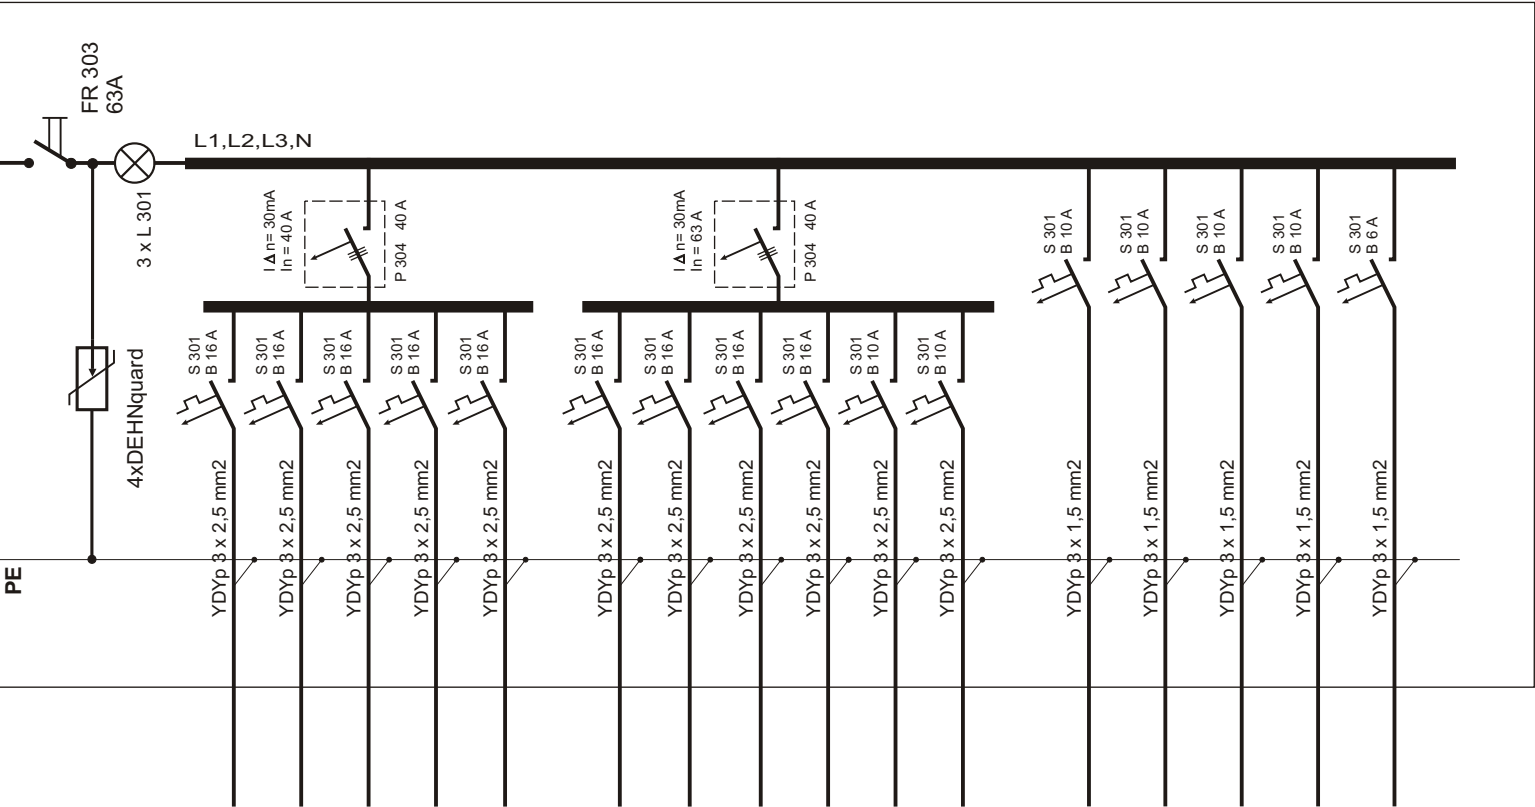 FR 303
63A
L1,L2,L3,N
3 x L 301
4xDEHNquard
PE
I Δ n= 30mA
In = 40 A
P 304 40 A
I Δ n= 30mA
In = 63 A
P 304 40 A
S 301
B 16 A
S 301
B 16 A
S 301
B 16 A
S 301
B 16 A
S 301
B 16 A
S 301
B 16 A
S 301
B 16 A
S 301
B 16 A
S 301
B 16 A
S 301
B 10 A
S 301
B 10 A
S 301
B 10 A
S 301
B 10 A
S 301
B 10 A
S 301
B 10 A
S 301
B 6 A
YDYp 3 x 2,5 mm2
YDYp 3 x 2,5 mm2
YDYp 3 x 2,5 mm2
YDYp 3 x 2,5 mm2
YDYp 3 x 2,5 mm2
YDYp 3 x 2,5 mm2
YDYp 3 x 2,5 mm2
YDYp 3 x 2,5 mm2
YDYp 3 x 2,5 mm2
YDYp 3 x 2,5 mm2
YDYp 3 x 2,5 mm2
YDYp 3 x 1,5 mm2
YDYp 3 x 1,5 mm2
YDYp 3 x 1,5 mm2
YDYp 3 x 1,5 mm2
YDYp 3 x 1,5 mm2